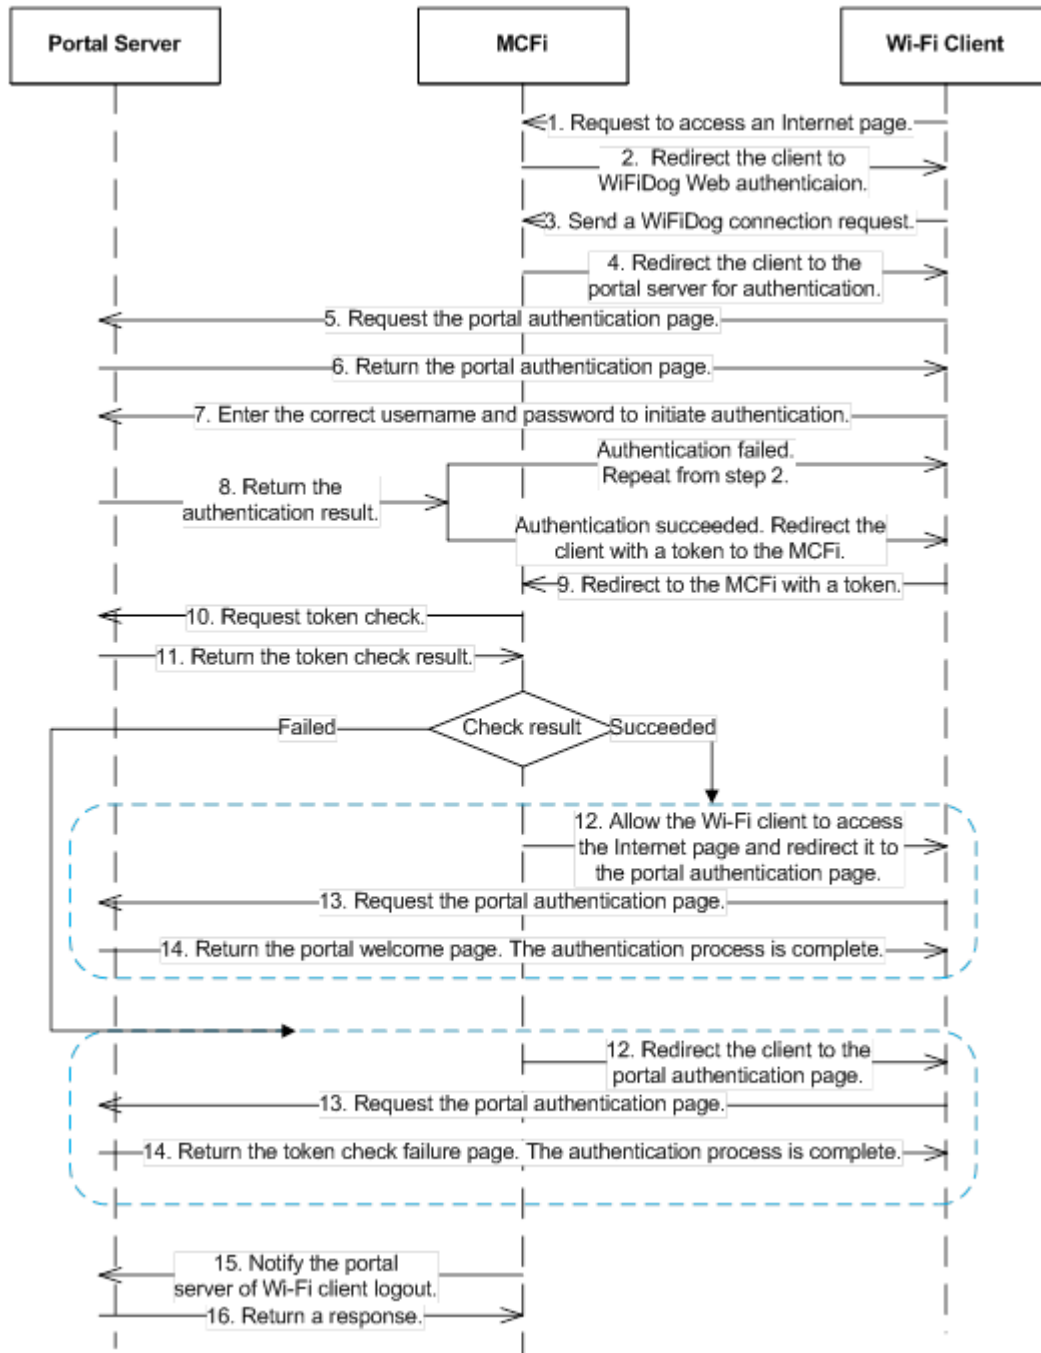 Portal Server
MCFi
Wi-Fi Client
1. Request to access an Internet page.
2. Redirect the client to
WiFiDog Web authenticaion.
3. Send a WiFiDog connection request.
4. Redirect the client to the
portal server for authentication.
5. Request the portal authentication page.
6. Return the portal authentication page.
7. Enter the correct username and password to initiate authentication.
Authentication failed.
Repeat from step 2.
8. Return the
authentication result.
Authentication succeeded. Redirect the
client with a token to the MCFi.
9. Redirect to the MCFi with a token.
10. Request token check.
11. Return the token check result.
Failed
Check result
Succeeded
12. Allow the Wi-Fi client to access
the Internet page and redirect it to
the portal authentication page.
13. Request the portal authentication page.
14. Return the portal welcome page. The authentication process is complete.
12. Redirect the client to the
portal authentication page.
13. Request the portal authentication page.
14. Return the token check failure page. The authentication process is complete.
15. Notify the portal
server of Wi-Fi client logout.
16. Return a response.